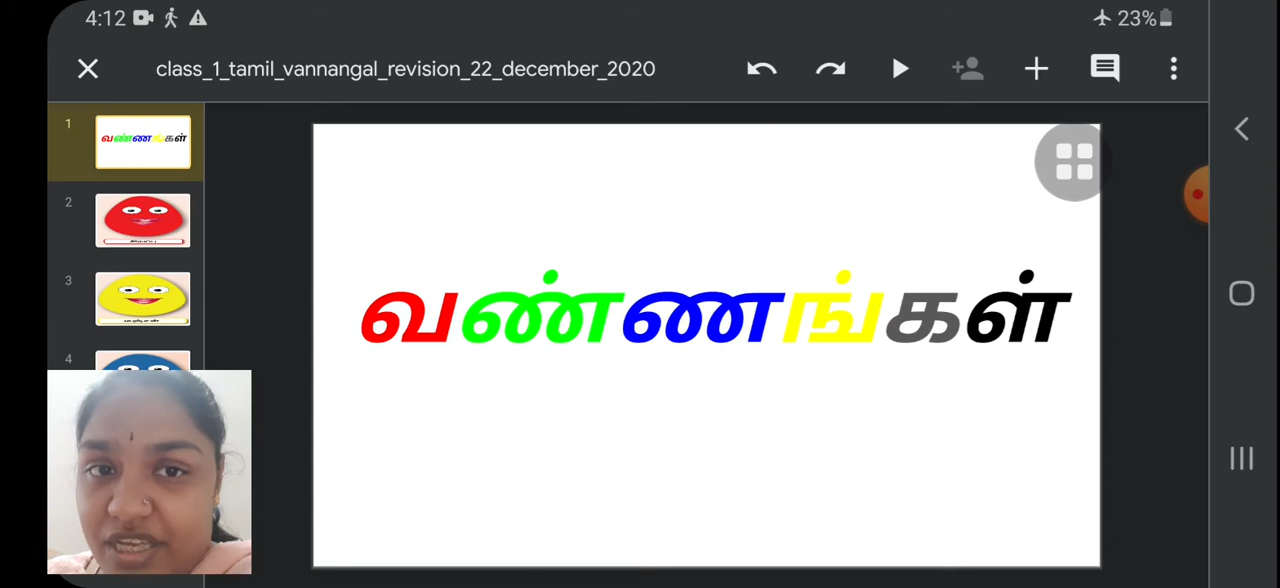 4:12
23%
class_1_tamil_vannangal_revision_22_december_2020
1
வண்ணங்கள்
2
3
4
வண்ணங்கள்